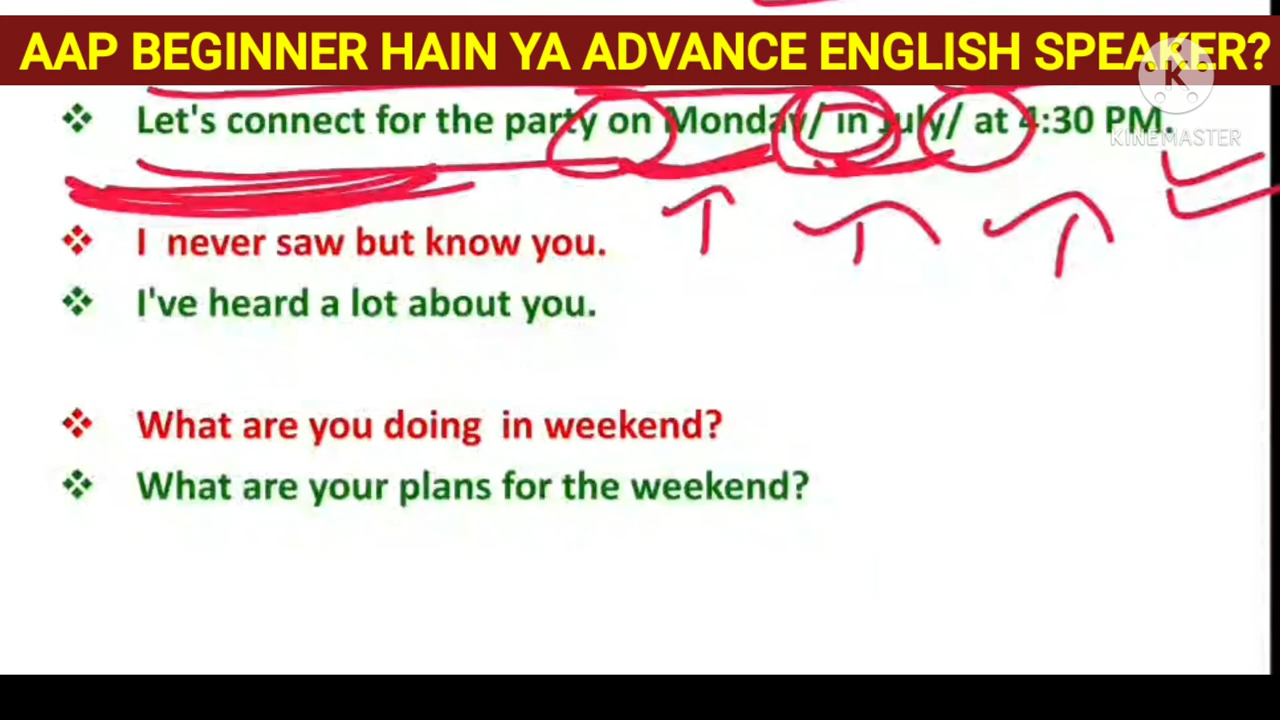 AAP BEGINNER HAIN YA ADVANCE ENGLISH SPEAKER?
Let's connect for the party on Monday/ in July/ at 4:30 PM.
KINEMASTER
I never saw but know you.
I've heard a lot about you.
What are you doing in weekend?
What are your plans for the weekend?